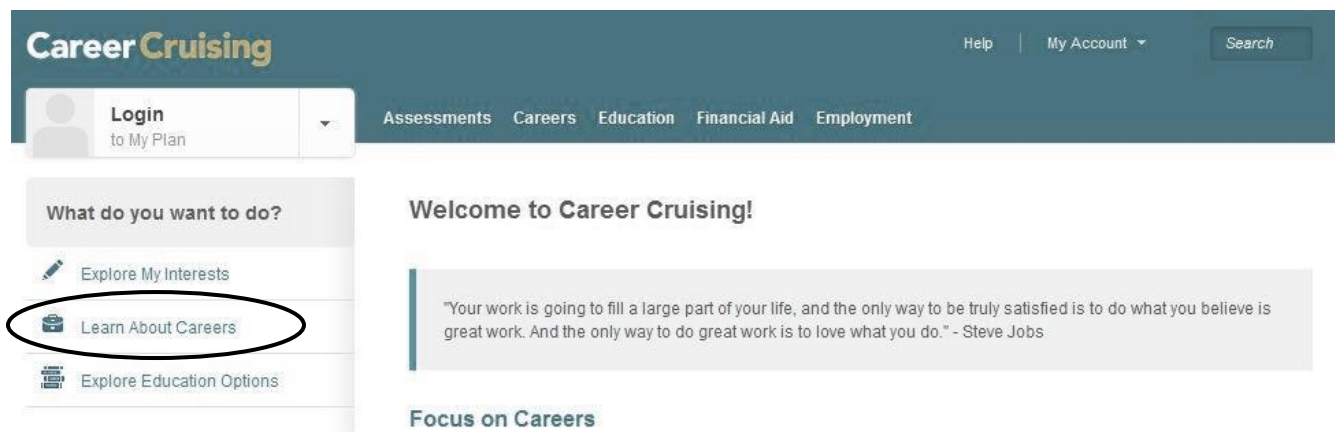 Career Cruising
Help | My Account Search
Login
to My Plan
Assessments Careers Education Financial Aid Employment
What do you want to do?
Explore My Interests
Learn About Careers
Explore Education Options
Welcome to Career Cruising!
"Your work is going to fill a large part of your life, and the only way to be truly satisfied is to do what you believe is
great work. And the only way to do great work is to love what you do." - Steve Jobs
Focus on Careers